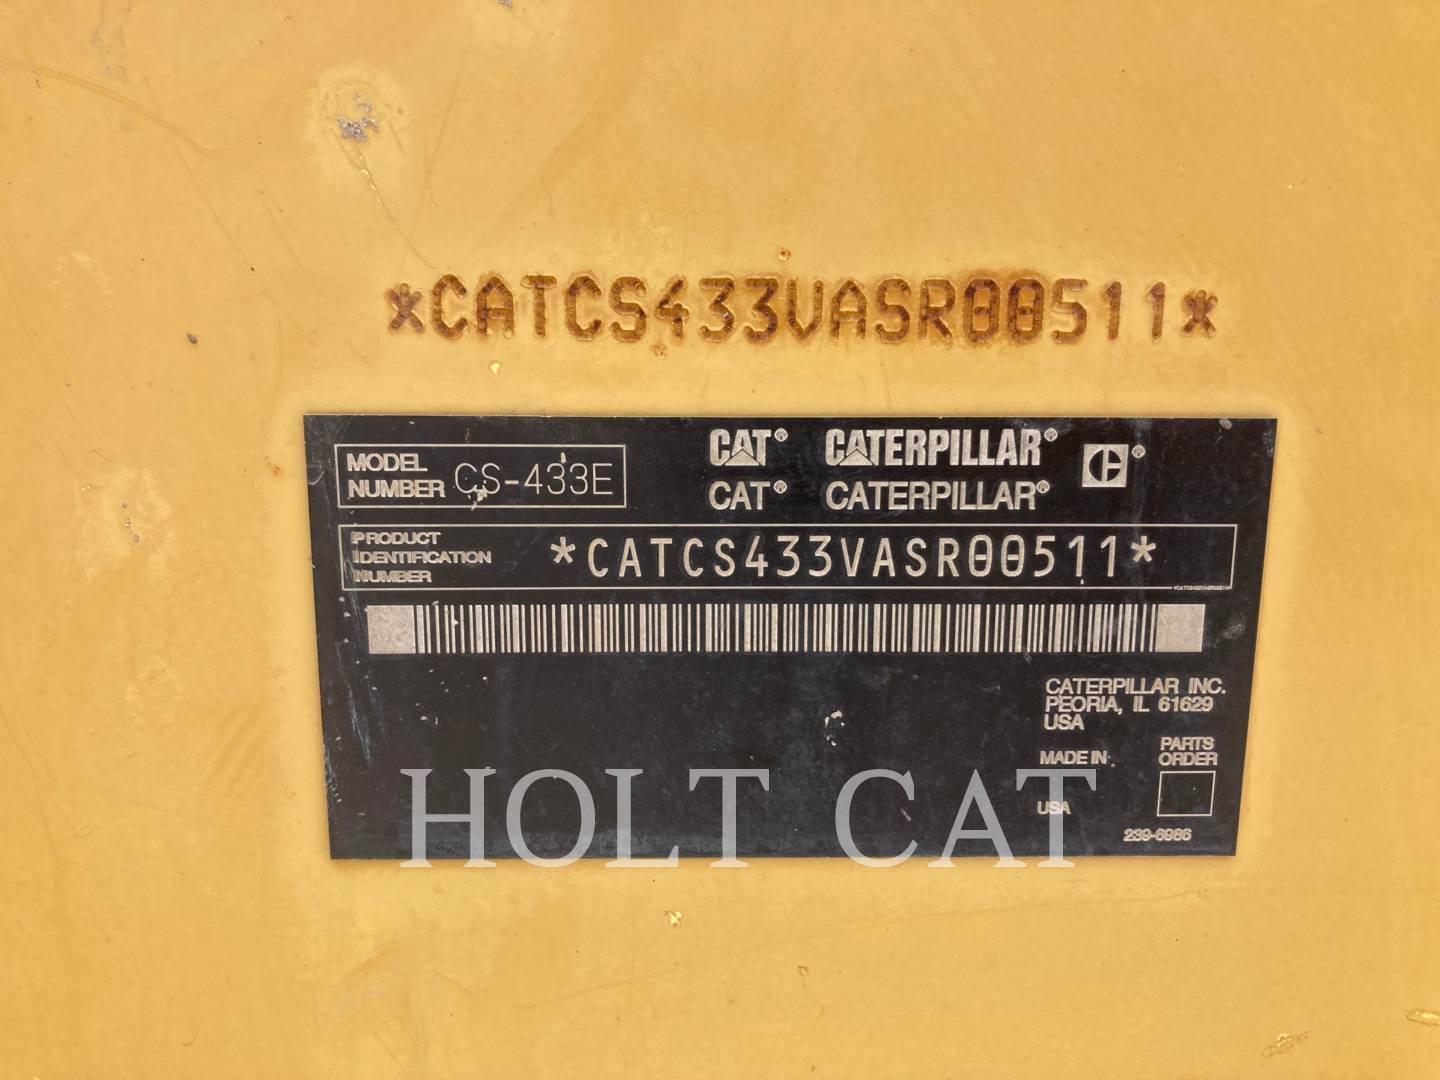 *CATCS433VASR00511*
MODEL NUMBER CS-433E
CAT® CATERPILLAR®
CAT® CATERPILLAR®
PRODUCT IDENTIFICATION NUMBER *CATCS433VASR00511*
CATERPILLAR INC.
PEORIA, IL 61629
USA
MADE IN
USA
PARTS
ORDER
239-6986
HOLT CAT